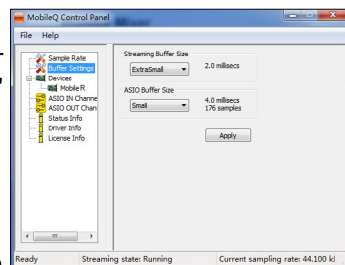 MobileQ Control Panel
File Help
Sample Rate
Buffer Settings
Devices
MobileR
ASIO IN Channe
ASIO OUT Chan
Status Info
Driver Info
License Info
Streaming Buffer Size
ExtraSmall
2.0 millisecs
ASIO Buffer Size
Small
4.0 millisecs
176 samples
Apply
Ready
Streaming state: Running
Current sampling rate: 44.100 kl